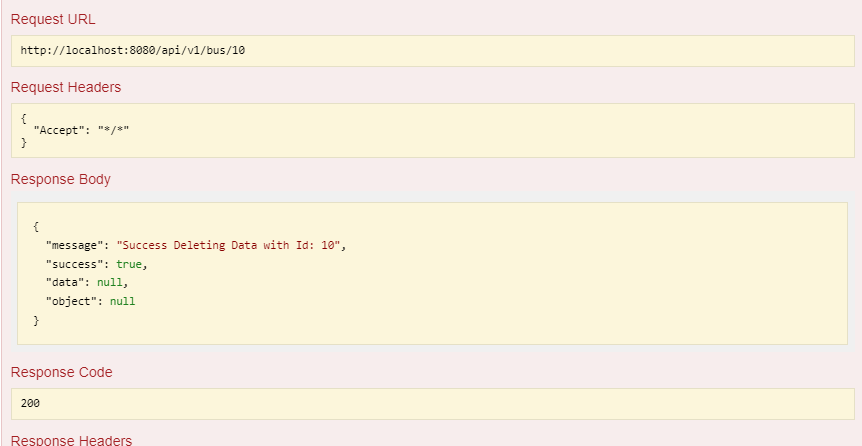 Request URL
http://localhost:8080/api/v1/bus/10
Request Headers
{
  "Accept": "*/*"
}
Response Body
{
  "message": "Success Deleting Data with Id: 10",
  "success": true,
  "data": null,
  "object": null
}
Response Code
200
Response Headers